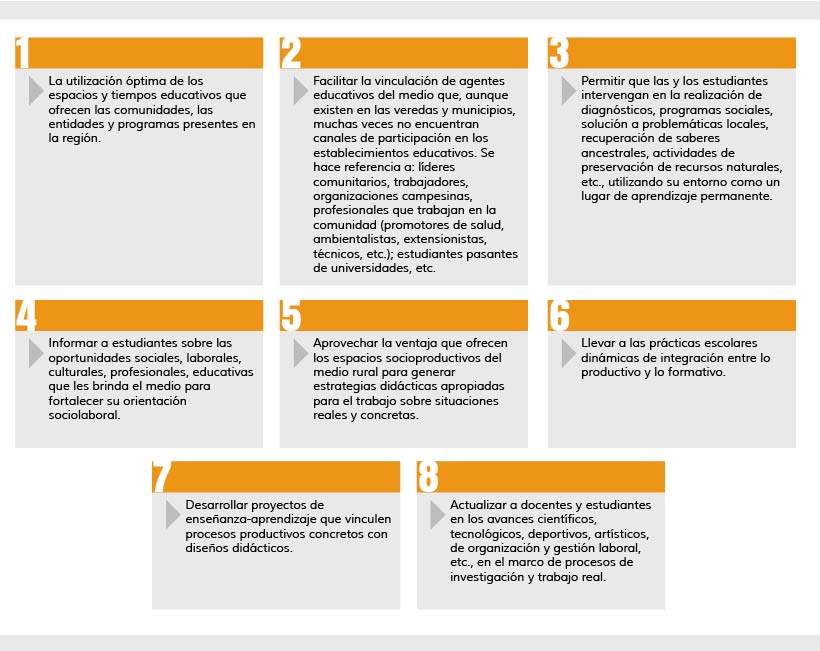 1
La utilización óptima de los
espacios y tiempos educativos que
ofrecen las comunidades, las
entidades y programas presentes en
la región.
2
Facilitar la vinculación de agentes
educativos del medio que, aunque
existen en las veredas y municipios,
muchas veces no encuentran
canales de participación en los
establecimientos educativos. Se
hace referencia a: líderes
comunitarios, trabajadores,
organizaciones campesinas,
profesionales que trabajan en la
comunidad (promotores de salud,
ambientalistas, extensionistas,
técnicos, etc.); estudiantes pasantes
de universidades, etc.
3
Permitir que las y los estudiantes
intervengan en la realización de
diagnósticos, programas sociales,
solución a problemáticas locales,
recuperación de saberes
ancestrales, actividades de
preservación de recursos naturales,
etc., utilizando su entorno como un
lugar de aprendizaje permanente.
4
Informar a estudiantes sobre las
oportunidades sociales, laborales,
culturales, profesionales, educativas
que les brinda el medio para
fortalecer su orientación
sociolaboral.
5
Aprovechar la ventaja que ofrecen
los espacios socioproductivos del
medio rural para generar
estrategias didácticas apropiadas
para el trabajo sobre situaciones
reales y concretas.
6
Llevar a las prácticas escolares
dinámicas de integración entre lo
productivo y lo formativo.
7
Desarrollar proyectos de
enseñanza-aprendizaje que vinculen
procesos productivos concretos con
diseños didácticos.
8
Actualizar a docentes y estudiantes
en los avances científicos,
tecnológicos, deportivos, artísticos,
de organización y gestión laboral,
etc., en el marco de procesos de
investigación y trabajo real.